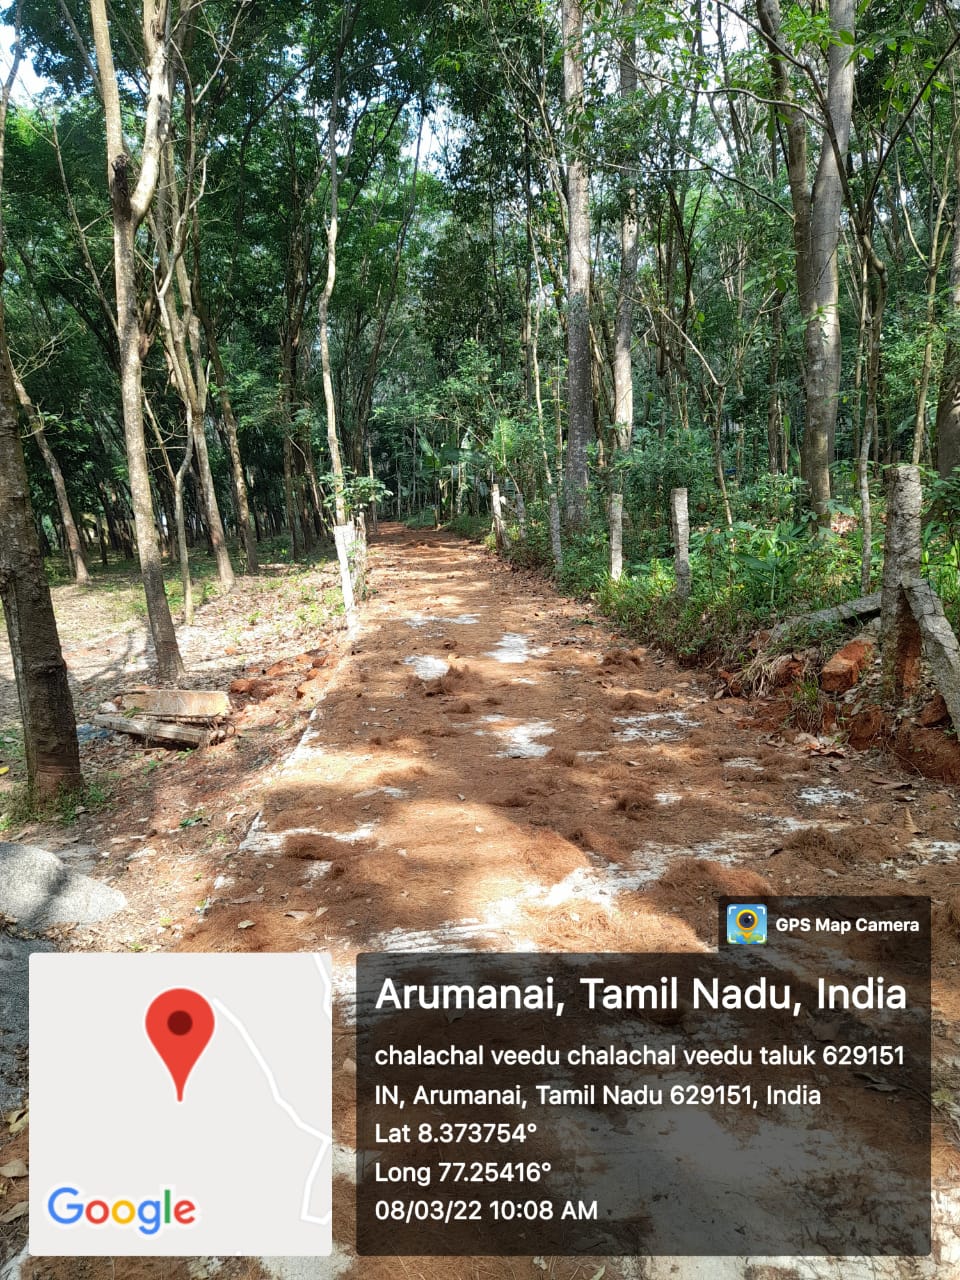 GPS Map Camera
Arumanai, Tamil Nadu, India
chalachal veedu chalachal veedu taluk 629151
IN, Arumanai, Tamil Nadu 629151, India
Lat 8.373754°
Long 77.25416°
08/03/22 10:08 AM
Google